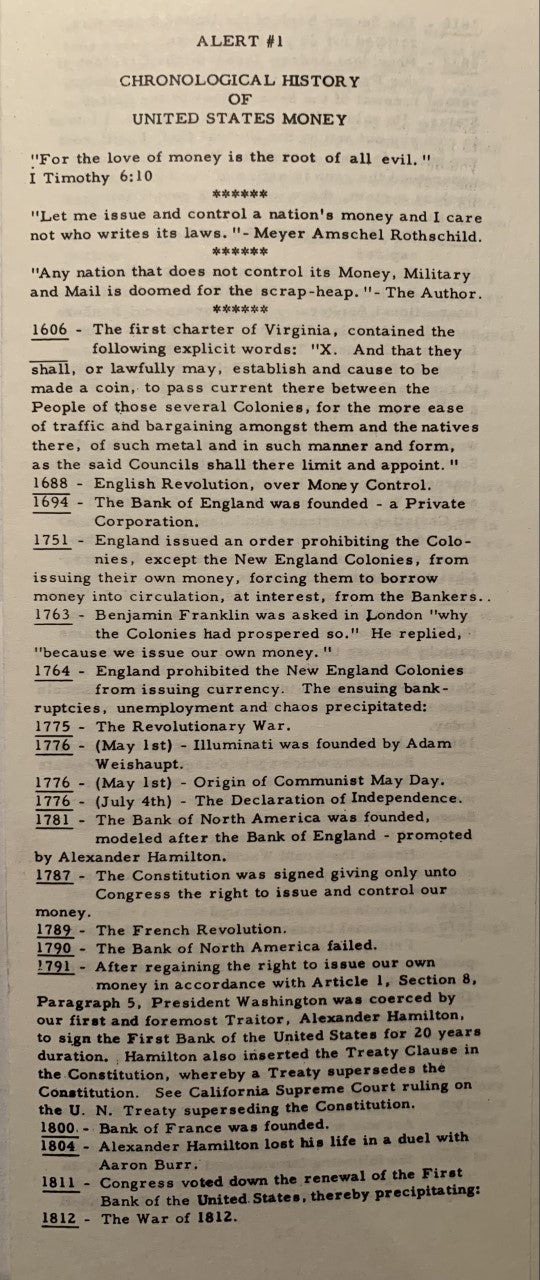 ALERT #1
CHRONOLOGICAL HISTORY
OF
UNITED STATES MONEY
"For the love of money is the root of all evil."
I Timothy 6:10
******
"Let me issue and control a nation's money and I care
not who writes its laws."- Meyer Amschel Rothschild.
******
"Any nation that does not control its Money, Military
and Mail is doomed for the scrap-heap."- The Author.
******
1606 - The first charter of Virginia, contained the
following explicit words: "X. And that they
shall, or lawfully may, establish and cause to be
made a coin, to pass current there between the
People of those several Colonies, for the more ease
of traffic and bargaining amongst them and the natives
there, of such metal and in such manner and form,
as the said Councils shall there limit and appoint."
1688 - English Revolution, over Money Control.
1694 - The Bank of England was founded - a Private
Corporation.
1751 - England issued an order prohibiting the Colo-
nies, except the New England Colonies, from
issuing their own money, forcing them to borrow
money into circulation, at interest, from the Bankers..
1763 - Benjamin Franklin was asked in London "why
the Colonies had prospered so." He replied,
"because we issue our own money."
1764 - England prohibited the New England Colonies
from issuing currency. The ensuing bank-
ruptcies, unemployment and chaos precipitated:
1775 - The Revolutionary War.
1776 - (May 1st) - Illuminati was founded by Adam
Weishaupt.
1776 - (May 1st) - Origin of Communist May Day.
1776 - (July 4th) - The Declaration of Independence.
1781 - The Bank of North America was founded,
modeled after the Bank of England - promoted
by Alexander Hamilton.
1787 - The Constitution was signed giving only unto
Congress the right to issue and control our
money.
1789 - The French Revolution.
1790 - The Bank of North America failed.
1791 - After regaining the right to issue our own
money in accordance with Article 1, Section 8,
Paragraph 5, President Washington was coerced by
our first and foremost Traitor, Alexander Hamilton,
to sign the First Bank of the United States for 20 years
duration. Hamilton also inserted the Treaty Clause in
the Constitution, whereby a Treaty supersedes the
Constitution. See California Supreme Court ruling on
the U. N. Treaty superseding the Constitution.
1800 - Bank of France was founded.
1804 - Alexander Hamilton lost his life in a duel with
Aaron Burr.
1811 - Congress voted down the renewal of the First
Bank of the United States, thereby precipitating:
1812 - The War of 1812.